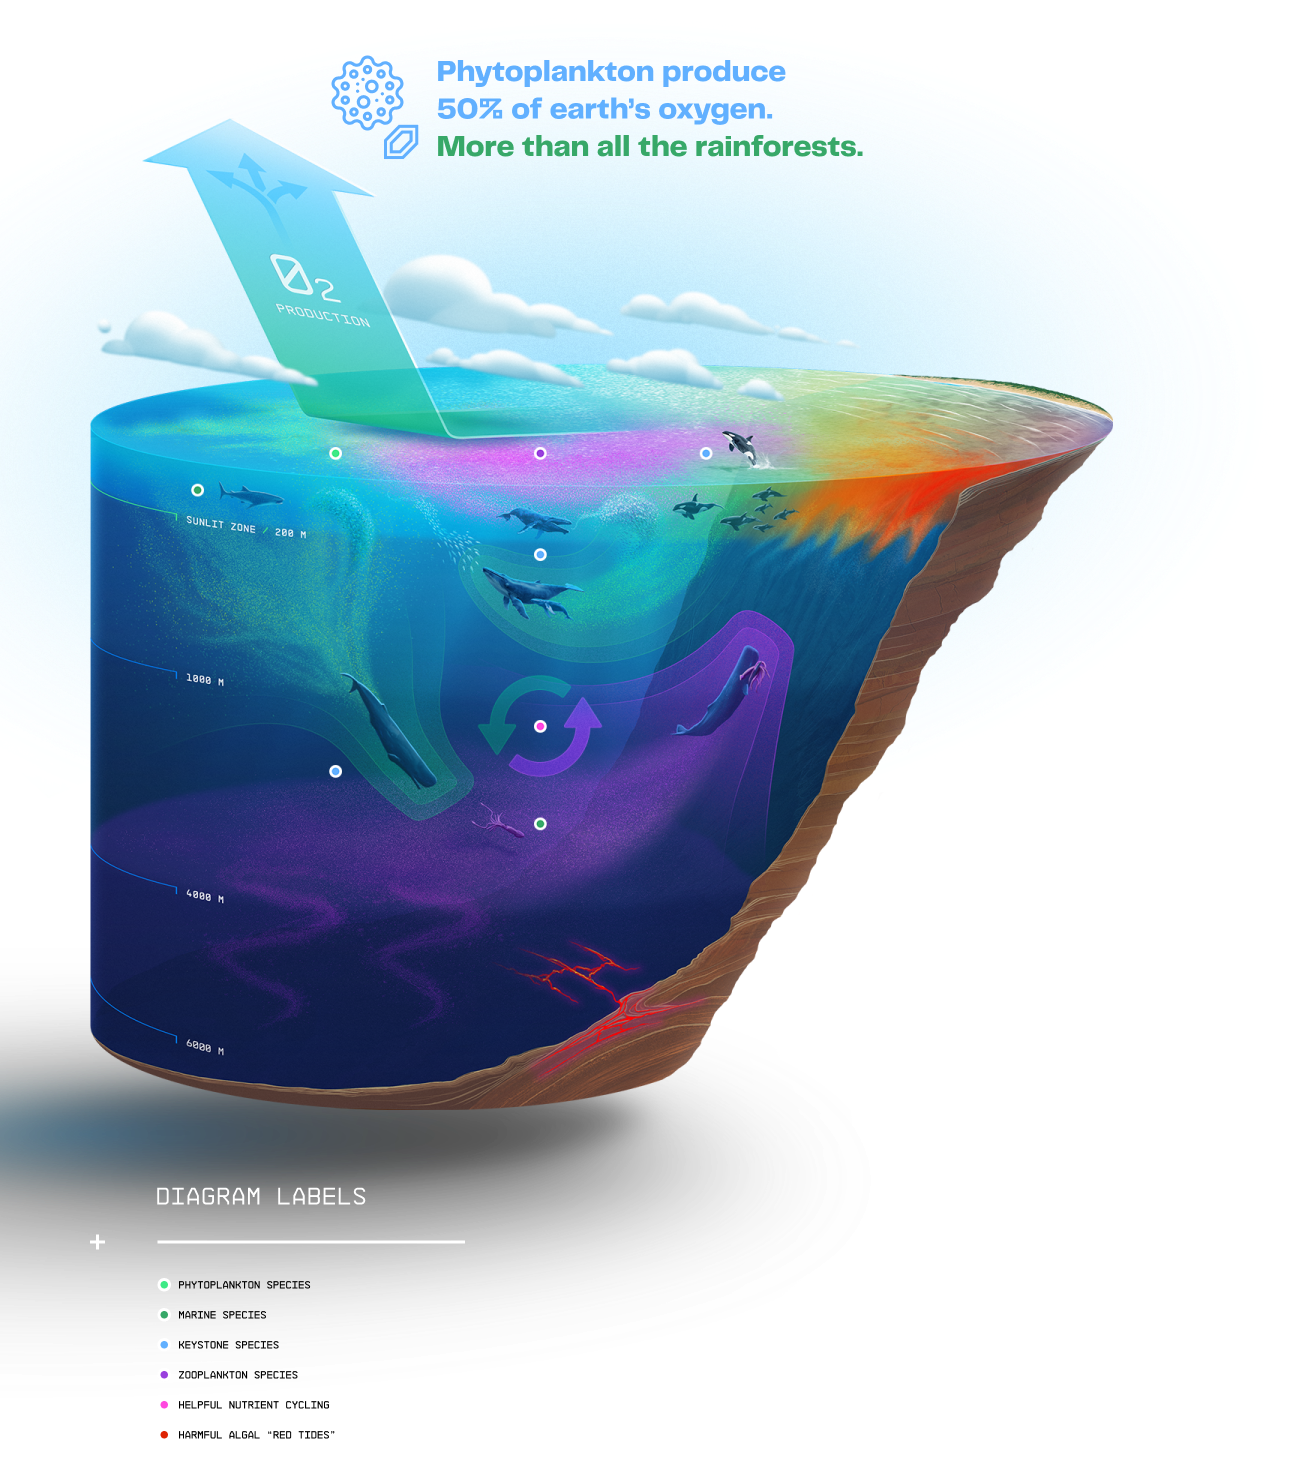 Phytoplankton produce
50% of earth’s oxygen.
More than all the rainforests.
O2
PRODUCTION
SUNLIT ZONE / 200 M
1000 M
4000 M
6000 M
DIAGRAM LABELS
PHYTOPLANKTON SPECIES
MARINE SPECIES
KEYSTONE SPECIES
ZOOPLANKTON SPECIES
HELPFUL NUTRIENT CYCLING
HARMFUL ALGAL “RED TIDES”